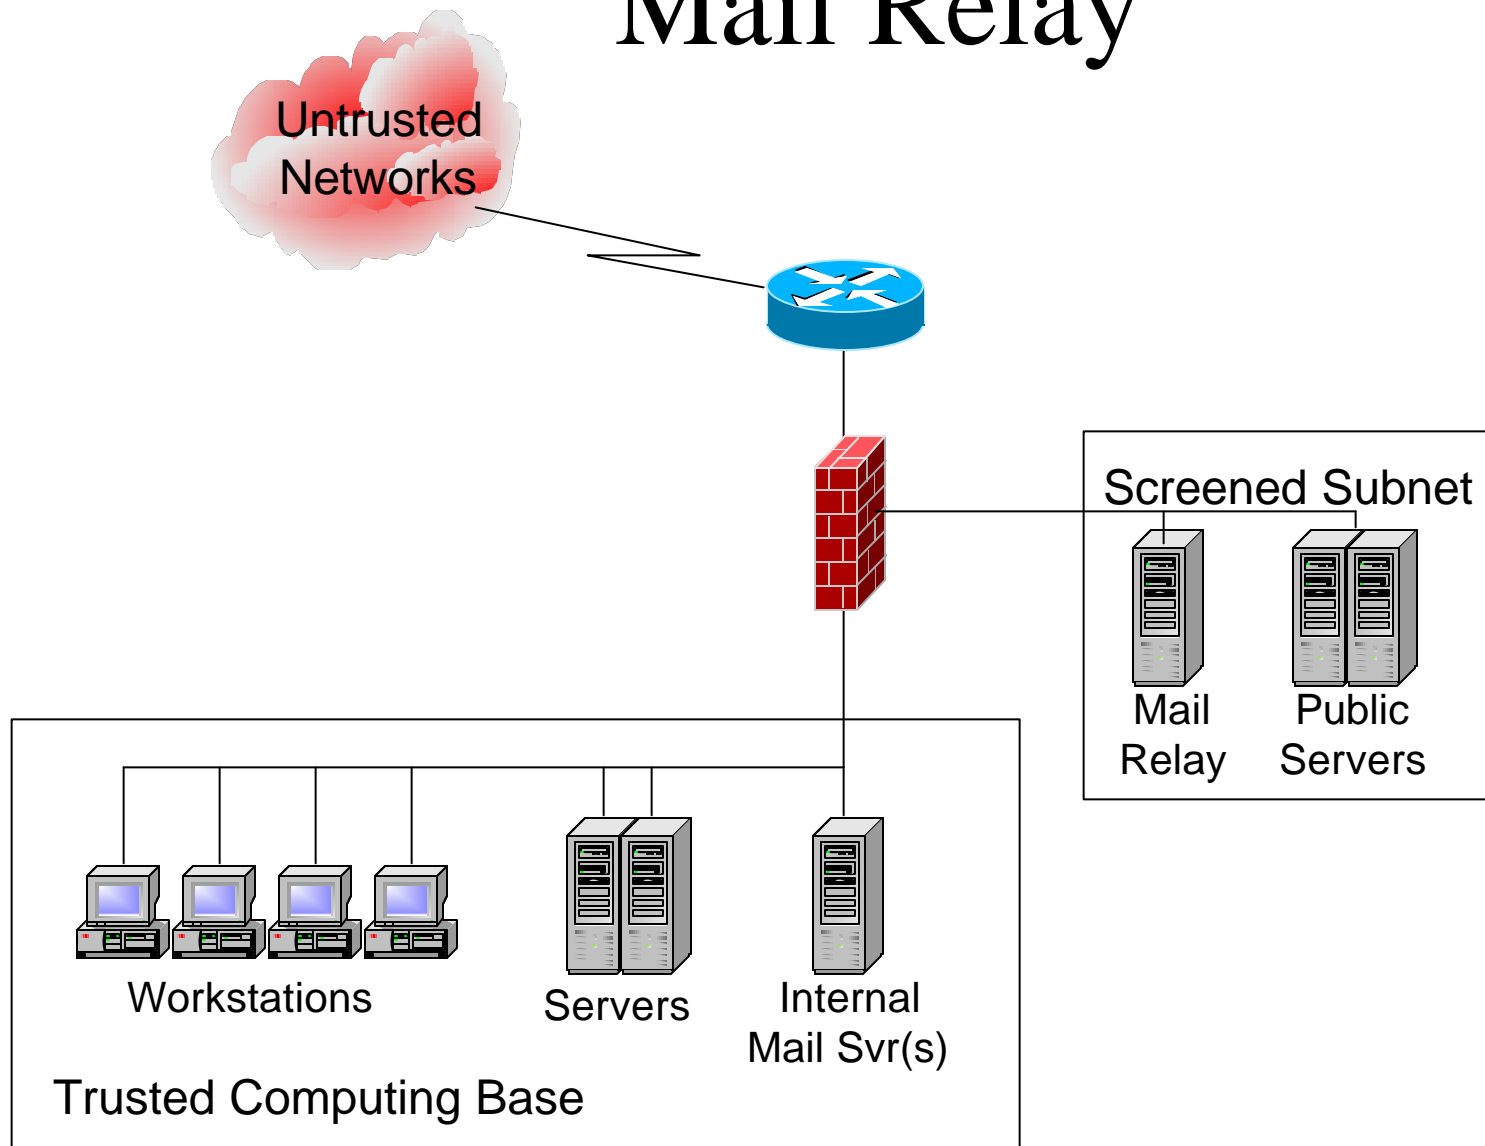 Mail Relay
Untrusted
Networks
Screened Subnet
Mail
Relay
Public
Servers
Workstations
Servers
Internal
Mail Svr(s)
Trusted Computing Base